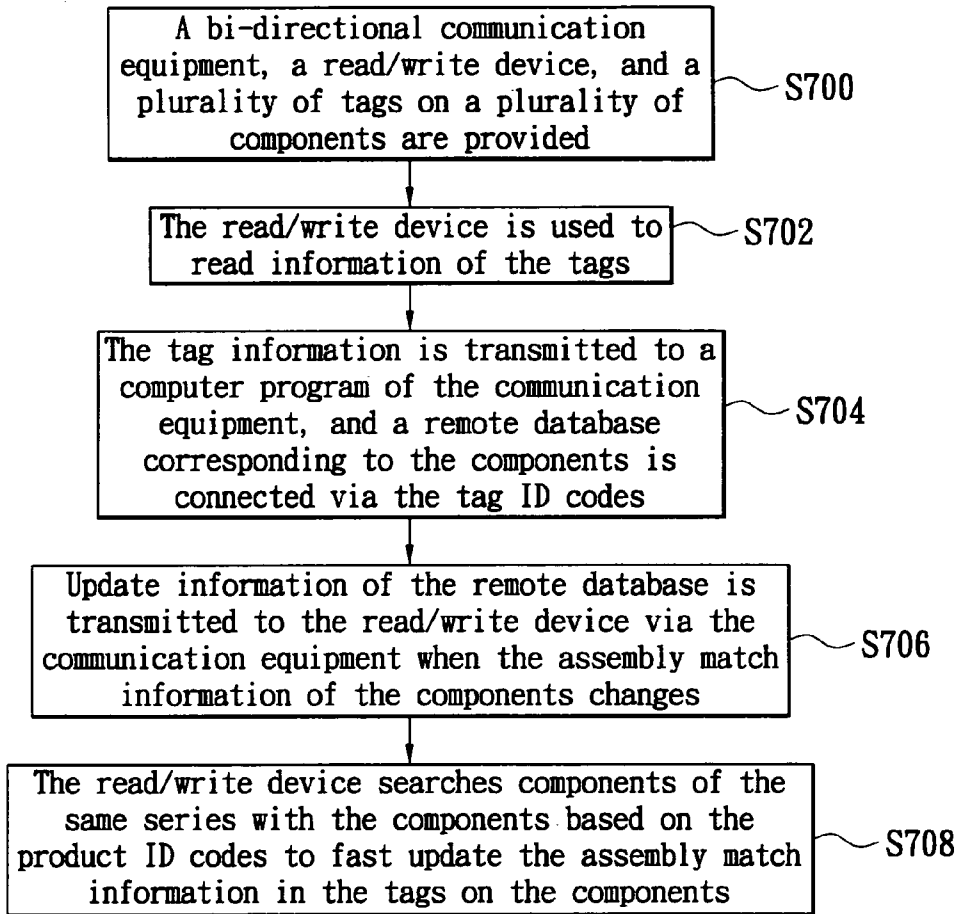 A bi-directional communication
equipment, a read/write device, and a
plurality of tags on a plurality of
components are provided
S700
The read/write device is used to
read information of the tags
S702
The tag information is transmitted to a
computer program of the communication
equipment, and a remote database
corresponding to the components is
connected via the tag ID codes
S704
Update information of the remote database is
transmitted to the read/write device via the
communication equipment when the assembly match
information of the components changes
S706
The read/write device searches components of the
same series with the components based on the
product ID codes to fast update the assembly match
information in the tags on the components
S708